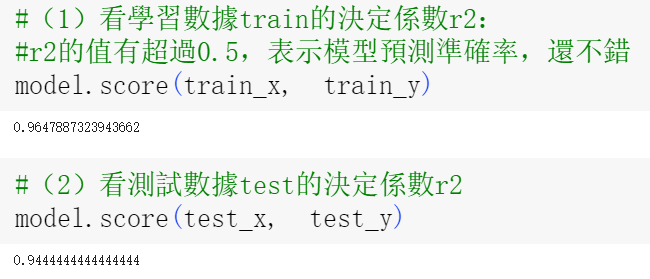 #（1）看學習數據train的決定係數r2：
#r2的值有超過0.5，表示模型預測準確率，還不錯
model.score(train_x,  train_y)
0.9647887323943662
#（2）看測試數據test的決定係數r2
model.score(test_x,  test_y)
0.9444444444444444